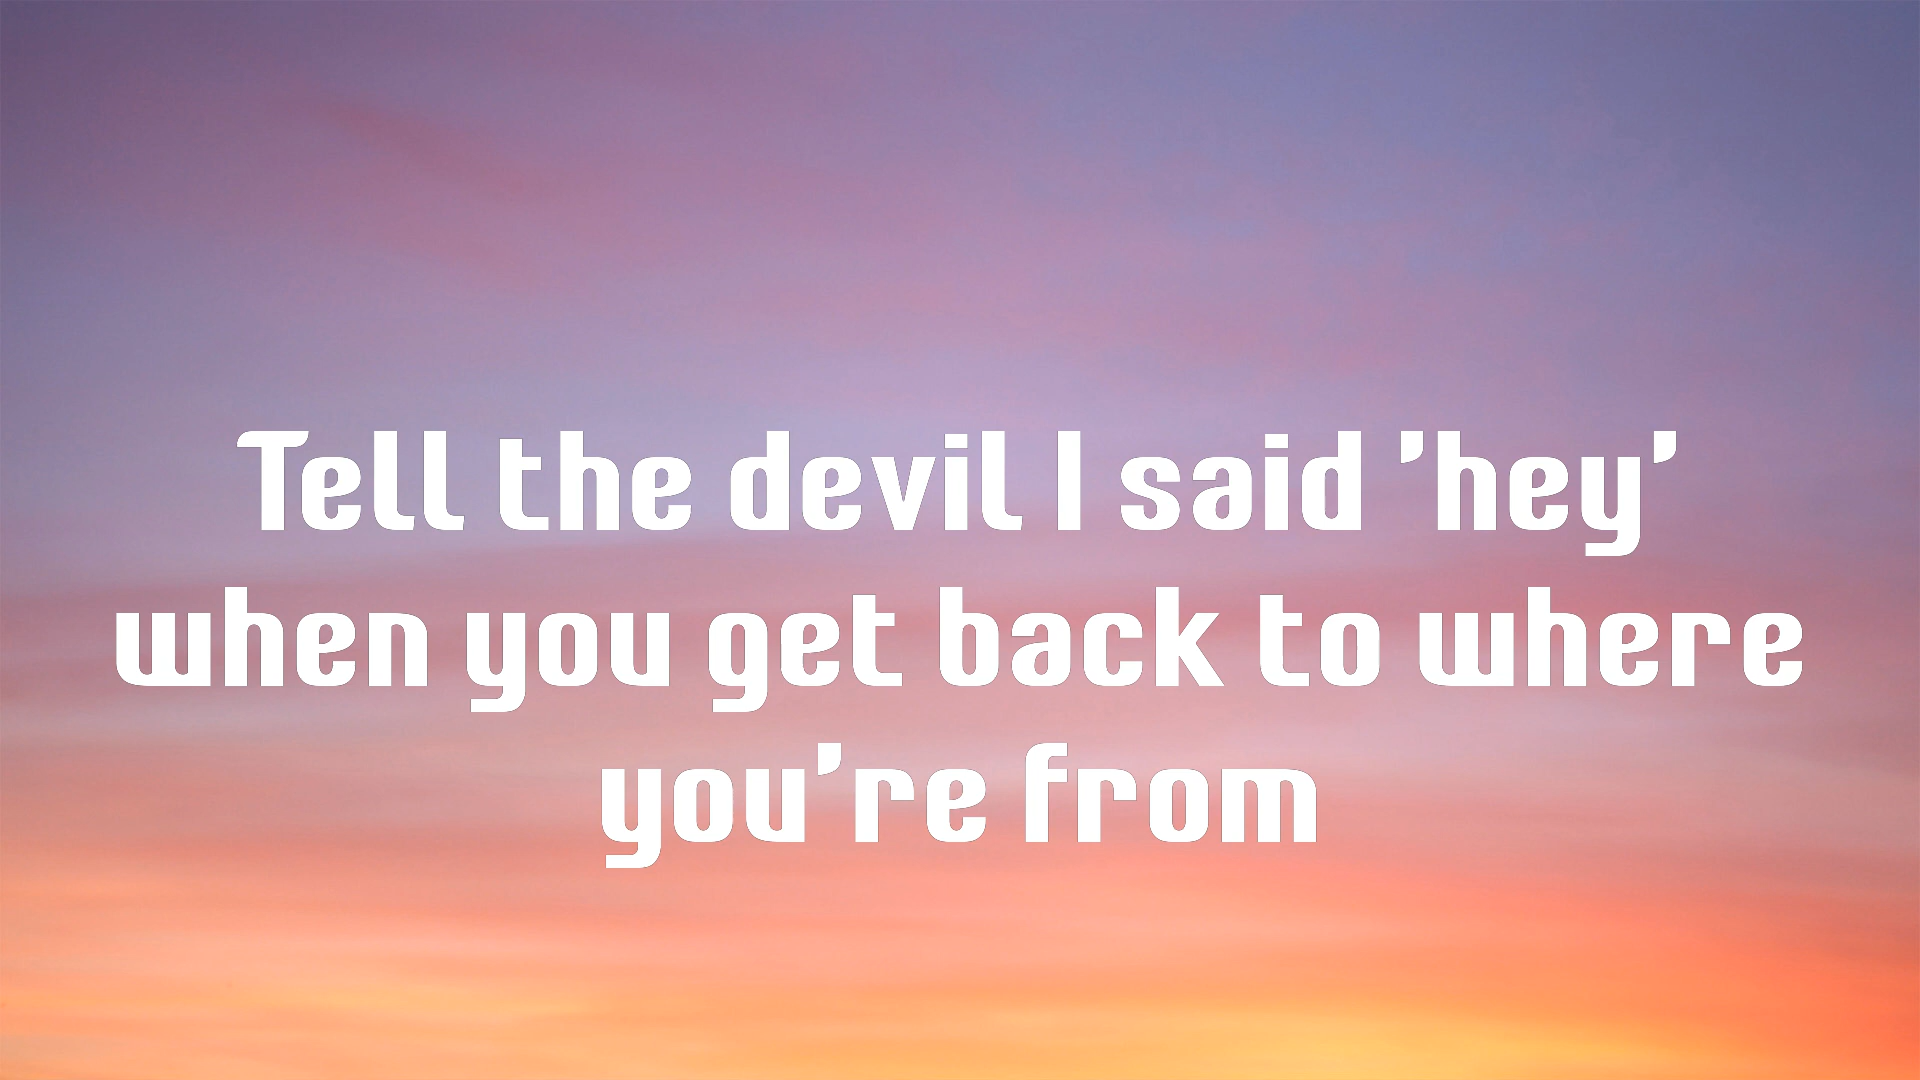 Tell the devil I said 'hey'
when you get back to where
you're from